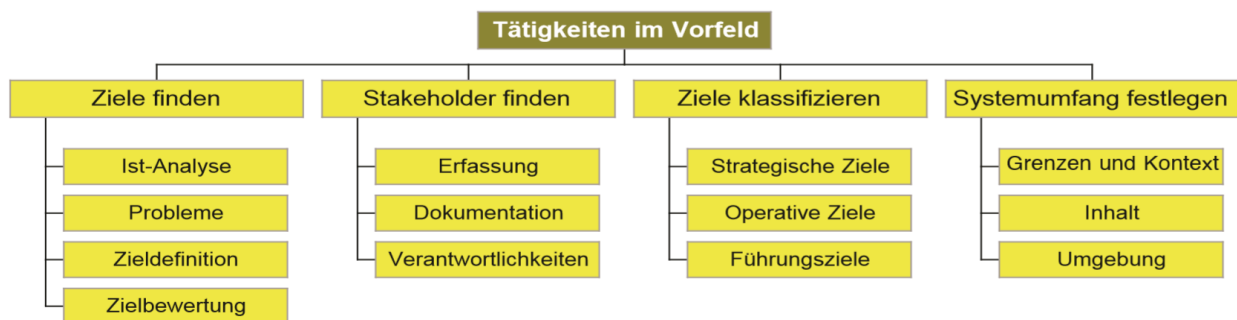 Tätigkeiten im Vorfeld
Ziele finden
Ist-Analyse
Probleme
Zieldefinition
Zielbewertung
Stakeholder finden
Erfassung
Dokumentation
Verantwortlichkeiten
Ziele klassifizieren
Strategische Ziele
Operative Ziele
Führungsziele
Systemumfang festlegen
Grenzen und Kontext
Inhalt
Umgebung